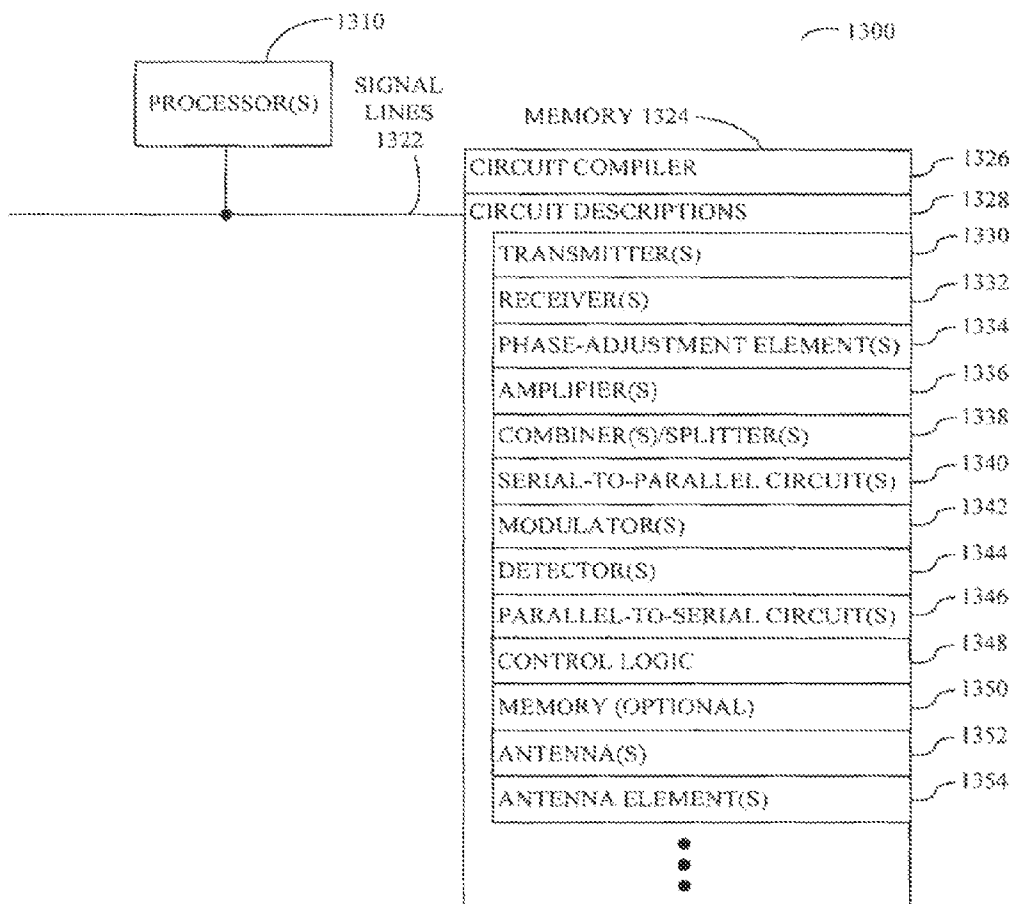 1310
1300
PROCESSOR(S)
SIGNAL
LINES
1322
MEMORY 1324
CIRCUIT COMPILER 1326
CIRCUIT DESCRIPTIONS 1328
TRANSMITTER(S) 1330
RECEIVER(S) 1332
PHASE-ADJUSTMENT ELEMENT(S) 1334
AMPLIFIER(S) 1336
COMBINER(S)/SPLITTER(S) 1338
SERIAL-TO-PARALLEL CIRCUIT(S) 1340
MODULATOR(S) 1342
DETECTOR(S) 1344
PARALLEL-TO-SERIAL CIRCUIT(S) 1346
CONTROL LOGIC 1348
MEMORY (OPTIONAL) 1350
ANTENNA(S) 1352
ANTENNA ELEMENT(S) 1354